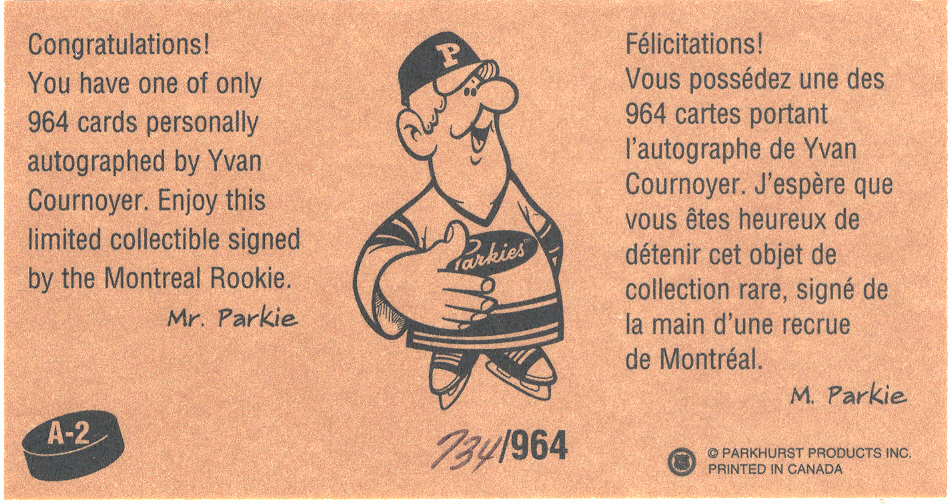 Congratulations!
You have one of only
964 cards personally
autographed by Yvan
Cournoyer. Enjoy this
limited collectible signed
by the Montreal Rookie.
Mr. Parkie
A-2
P
Parkies
734/964
Félicitations!
Vous possédez une des
964 cartes portant
l'autographe de Yvan
Cournoyer. J'espère que
vous êtes heureux de
détenir cet objet de
collection rare, signé de
la main d'une recrue
de Montréal.
M. Parkie
© PARKHURST PRODUCTS INC.
PRINTED IN CANADA